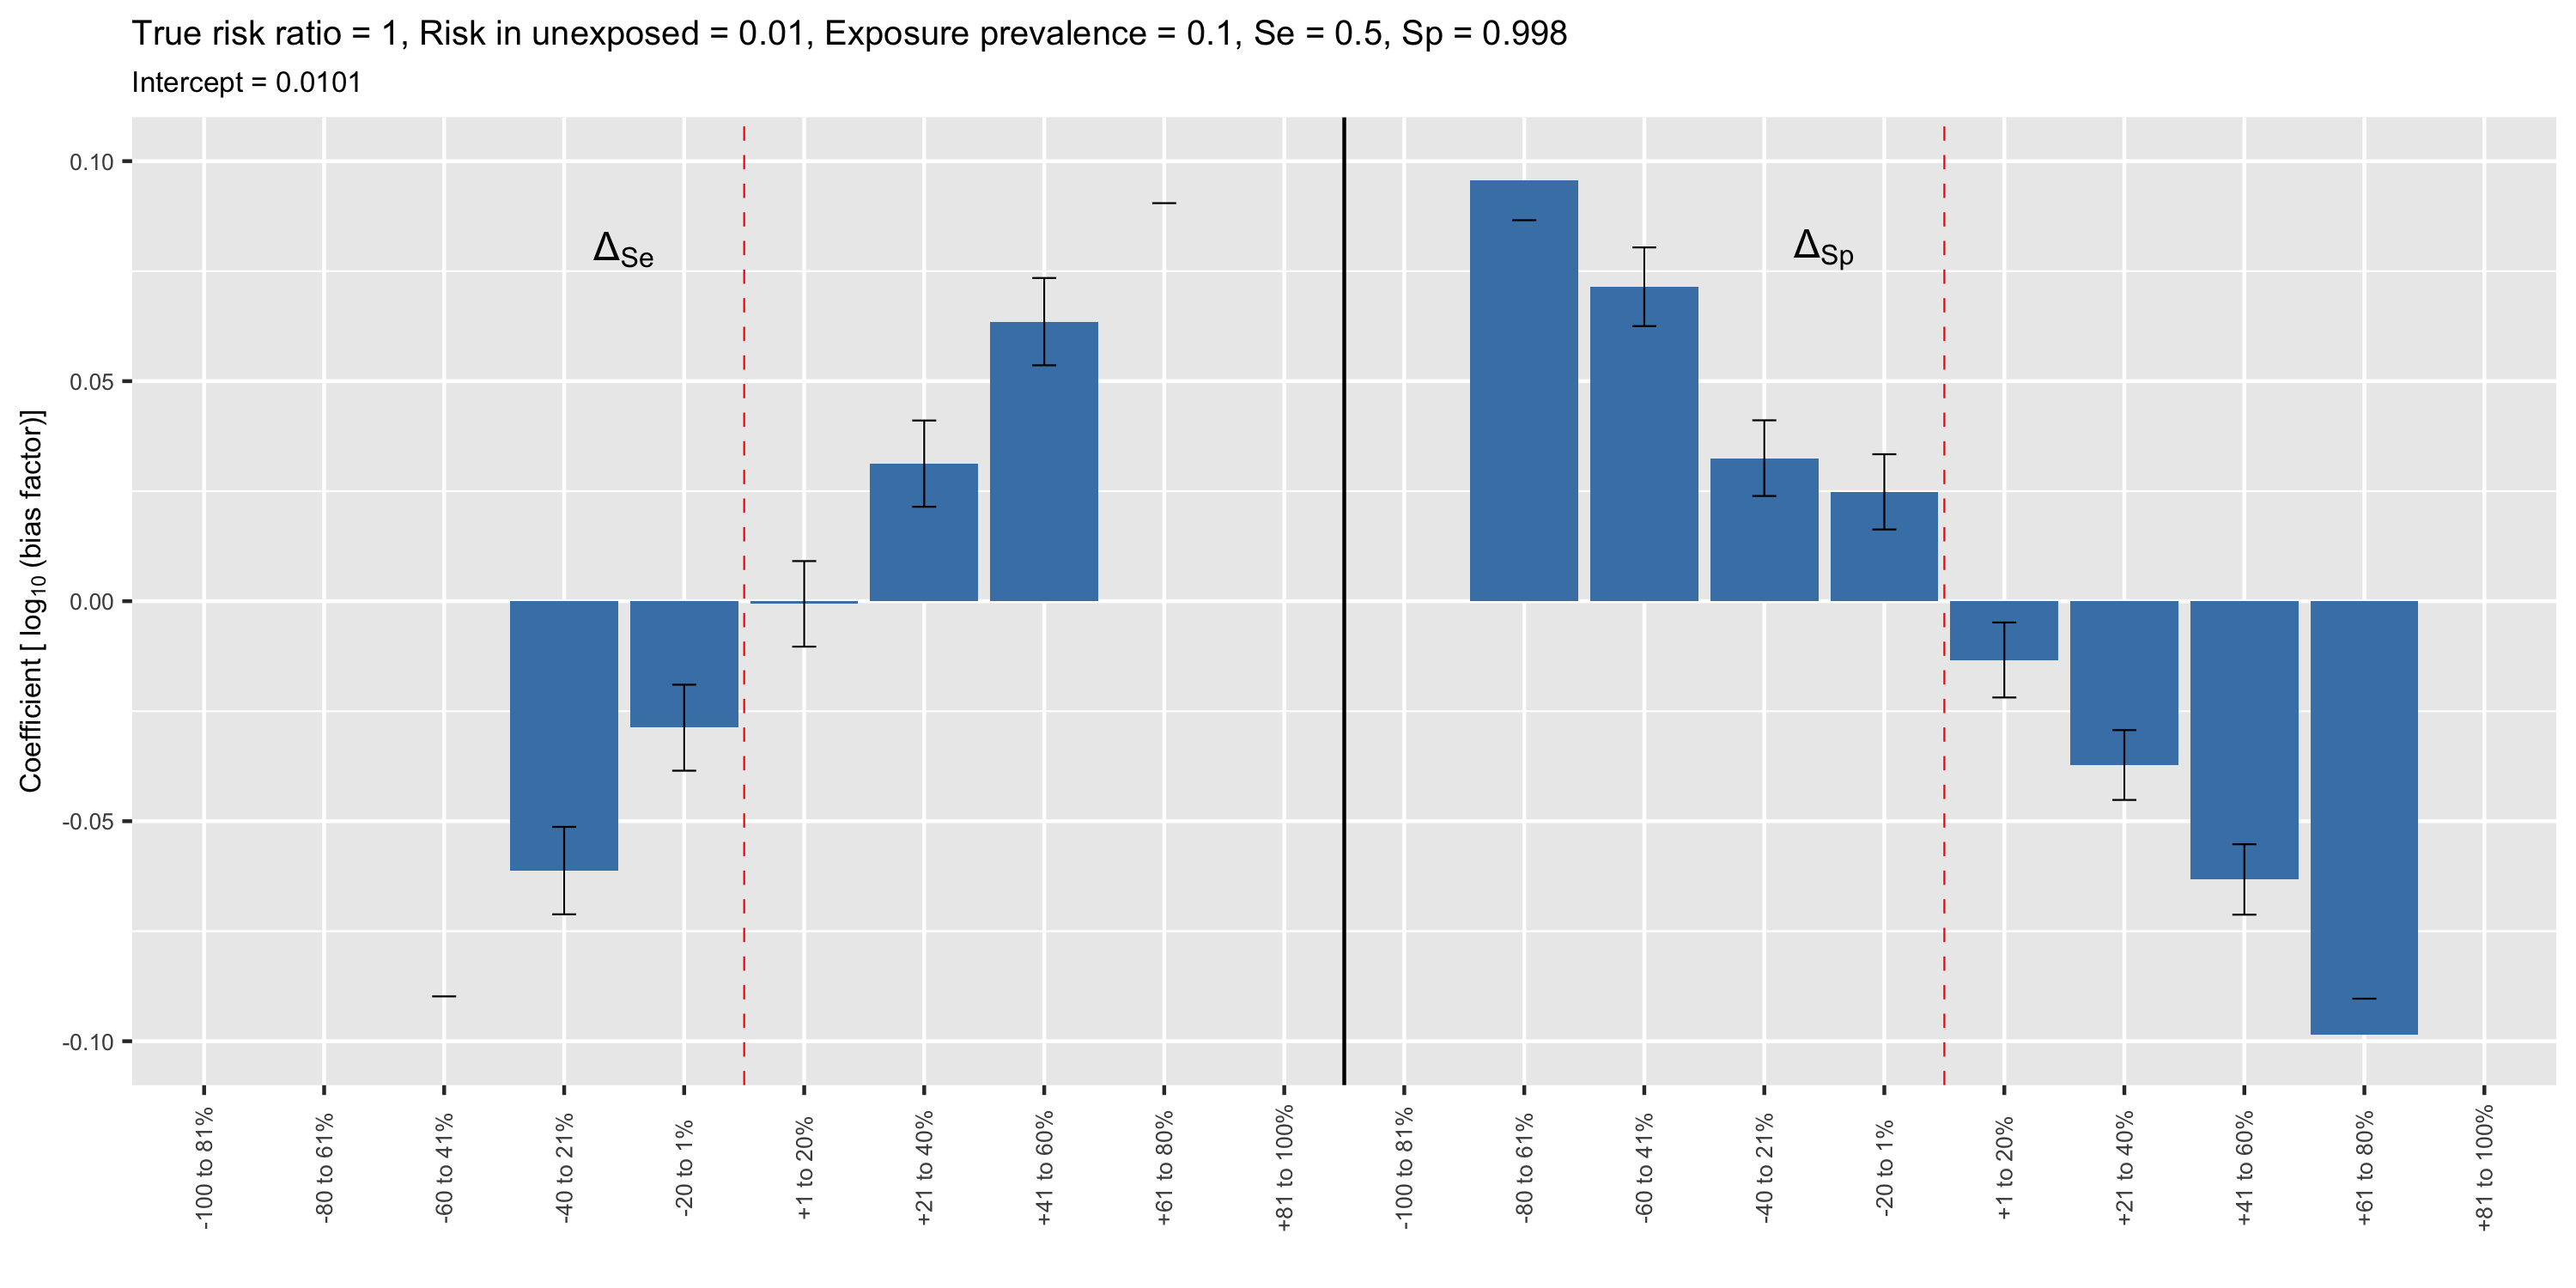 True risk ratio = 1, Risk in unexposed = 0.01, Exposure prevalence = 0.1, Se = 0.5, Sp = 0.998
Intercept = 0.0101
Coefficient [ log10 (bias factor)]
0.10
0.05
0.00
-0.05
-0.10
ΔSe
ΔSp
-100 to 81%
-80 to 61%
-60 to 41%
-40 to 21%
-20 to 1%
+1 to 20%
+21 to 40%
+41 to 60%
+61 to 80%
+81 to 100%
-100 to 81%
-80 to 61%
-60 to 41%
-40 to 21%
-20 to 1%
+1 to 20%
+21 to 40%
+41 to 60%
+61 to 80%
+81 to 100%